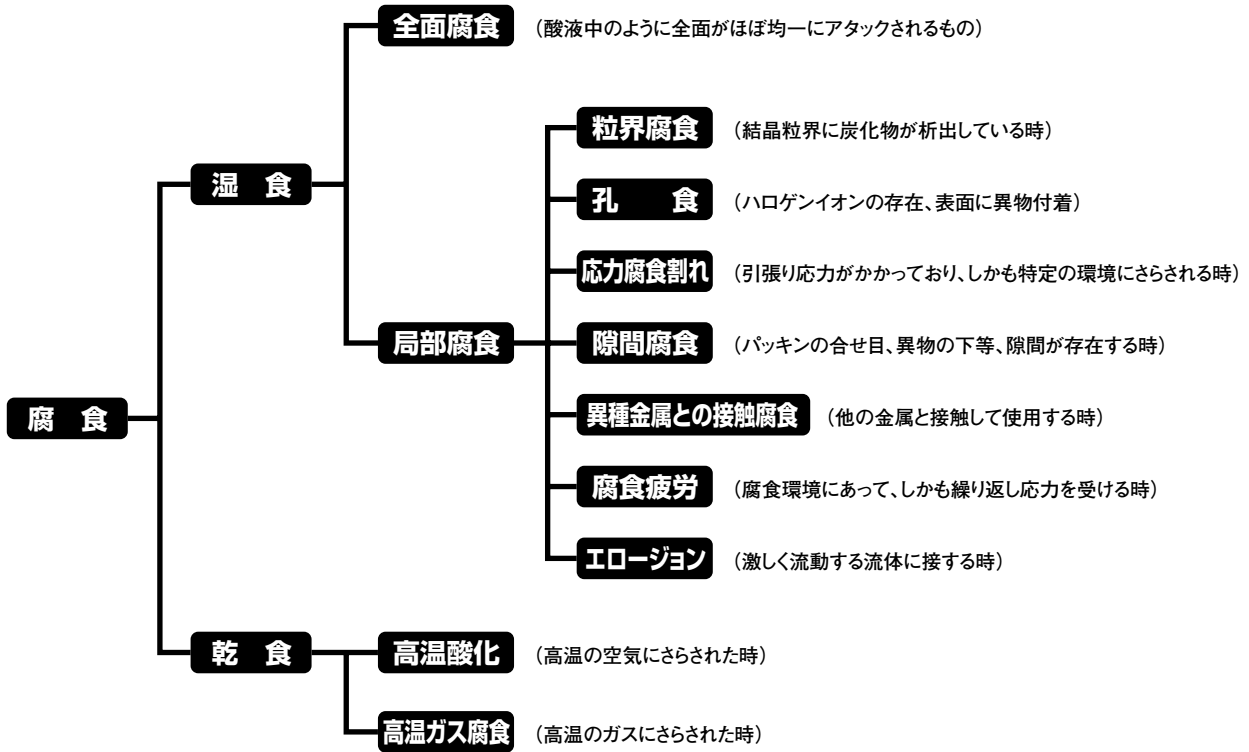 全面腐食 （酸液中のように全面がほぼ均一にアタックされるもの）
粒界腐食 （結晶粒界に炭化物が析出している時）
湿　食
孔　　食 （ハロゲンイオンの存在、表面に異物付着）
応力腐食割れ （引張り応力がかかっており、しかも特定の環境にさらされる時）
局部腐食
隙間腐食 （パッキンの合せ目、異物の下等、隙間が存在する時）
腐　食
異種金属との接触腐食 （他の金属と接触して使用する時）
腐食疲労 （腐食環境にあって、しかも繰り返し応力を受ける時）
エロージョン （激しく流動する流体に接する時）
乾　食
高温酸化 （高温の空気にさらされた時）
高温ガス腐食 （高温のガスにさらされた時）